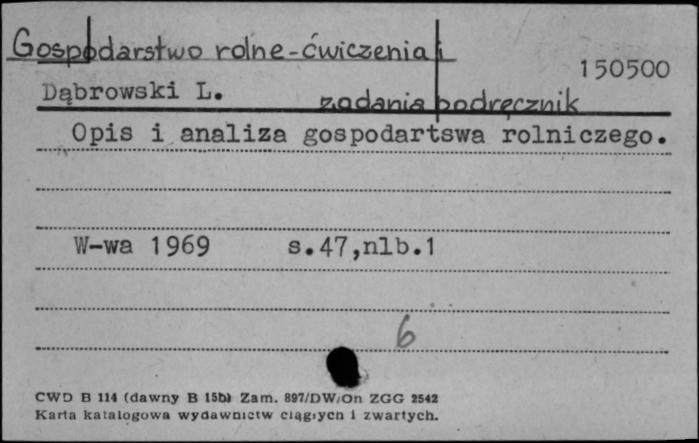 Gospodarstwo rolne-ćwiczenia i
150500
Dąbrowski L.
zadania podręcznik
Opis i analiza gospodartswa rolniczego.
W-wa 1969 s.47,nlb.1
6
CWD B 114 (dawny B 15b) Zam. 897/DW/On ZGG 2542
Karta katalogowa wydawnictw ciągłych i zwartych.